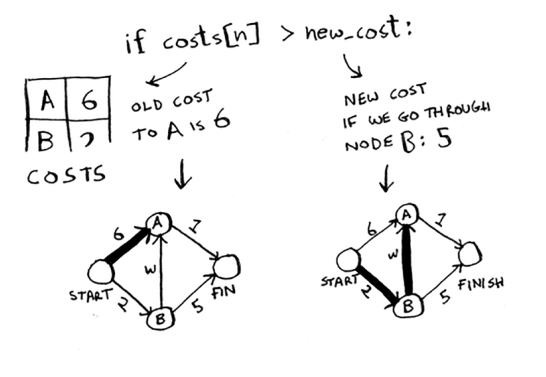 if costs[n] > new_cost:
A 6
B 2
COSTS
OLD COST
TO A IS 6
NEW COST
IF WE GO THROUGH
NODE B: 5
6
A
1
START
2
W
B
5
FIN
6
A
1
START
2
W
B
5
FINISH